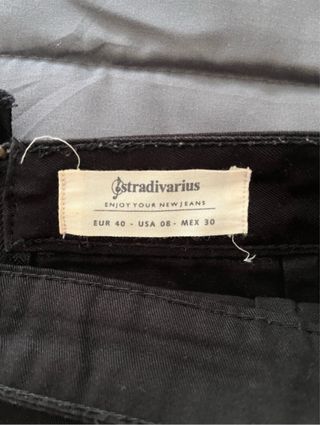 stradivarius
ENJOY YOUR NEW JEANS
EUR 40 - USA 08 - MEX 30